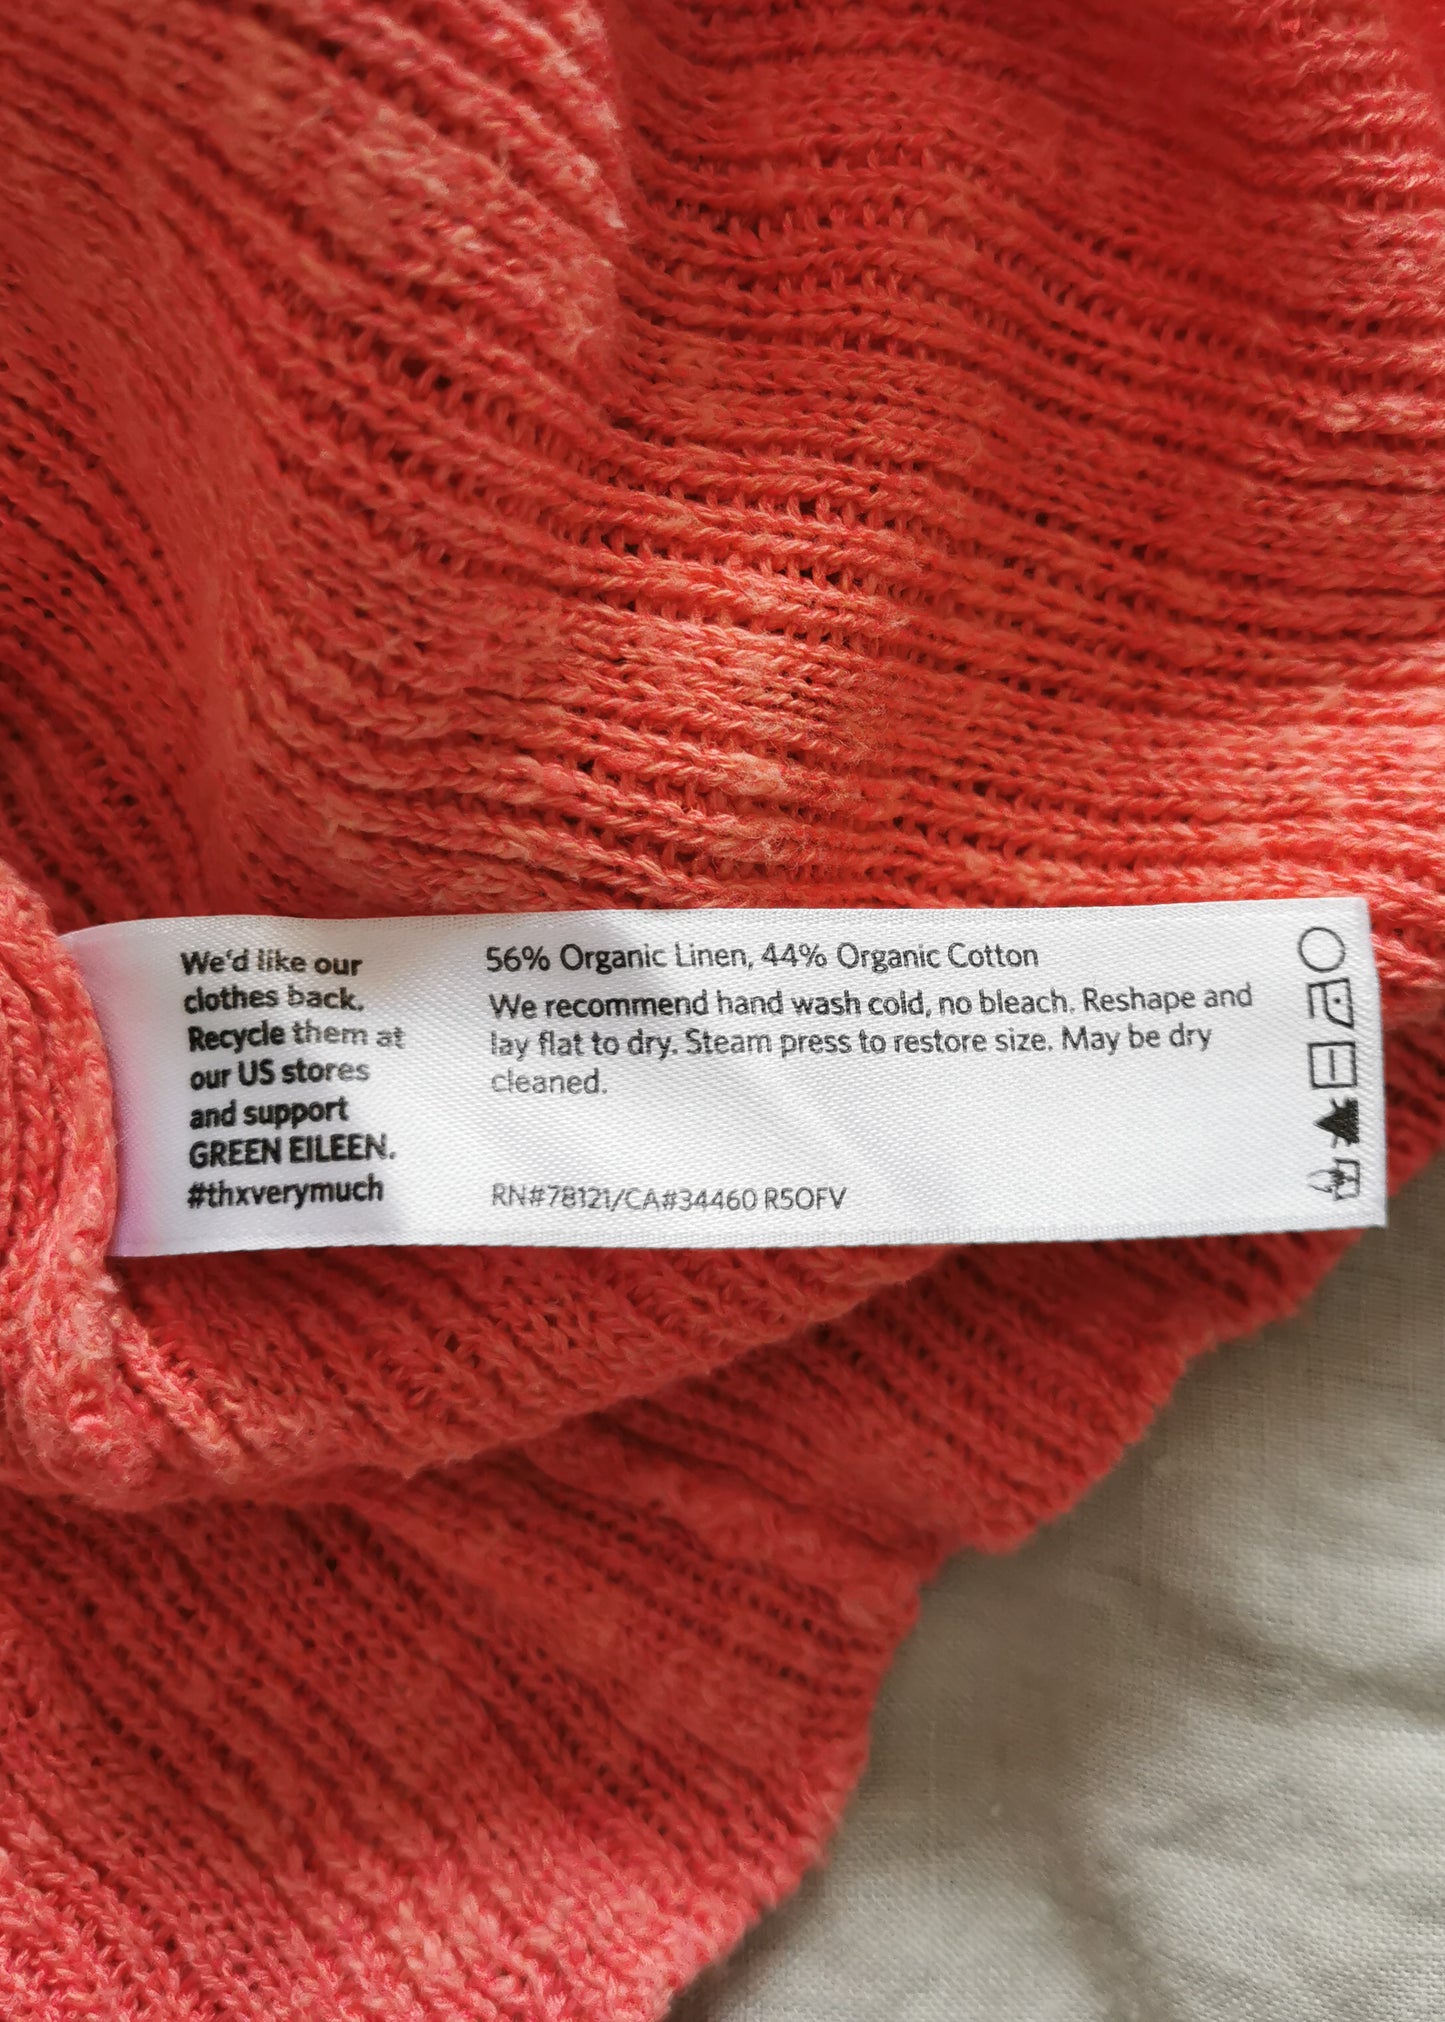 We'd like our
clothes back.
Recycle them at
our US stores
and support
GREEN EILEEN.
#thxverymuch
56% Organic Linen, 44% Organic Cotton
We recommend hand wash cold, no bleach. Reshape and
lay flat to dry. Steam press to restore size. May be dry
cleaned.
RN#78121/CA#34460 R5OFV